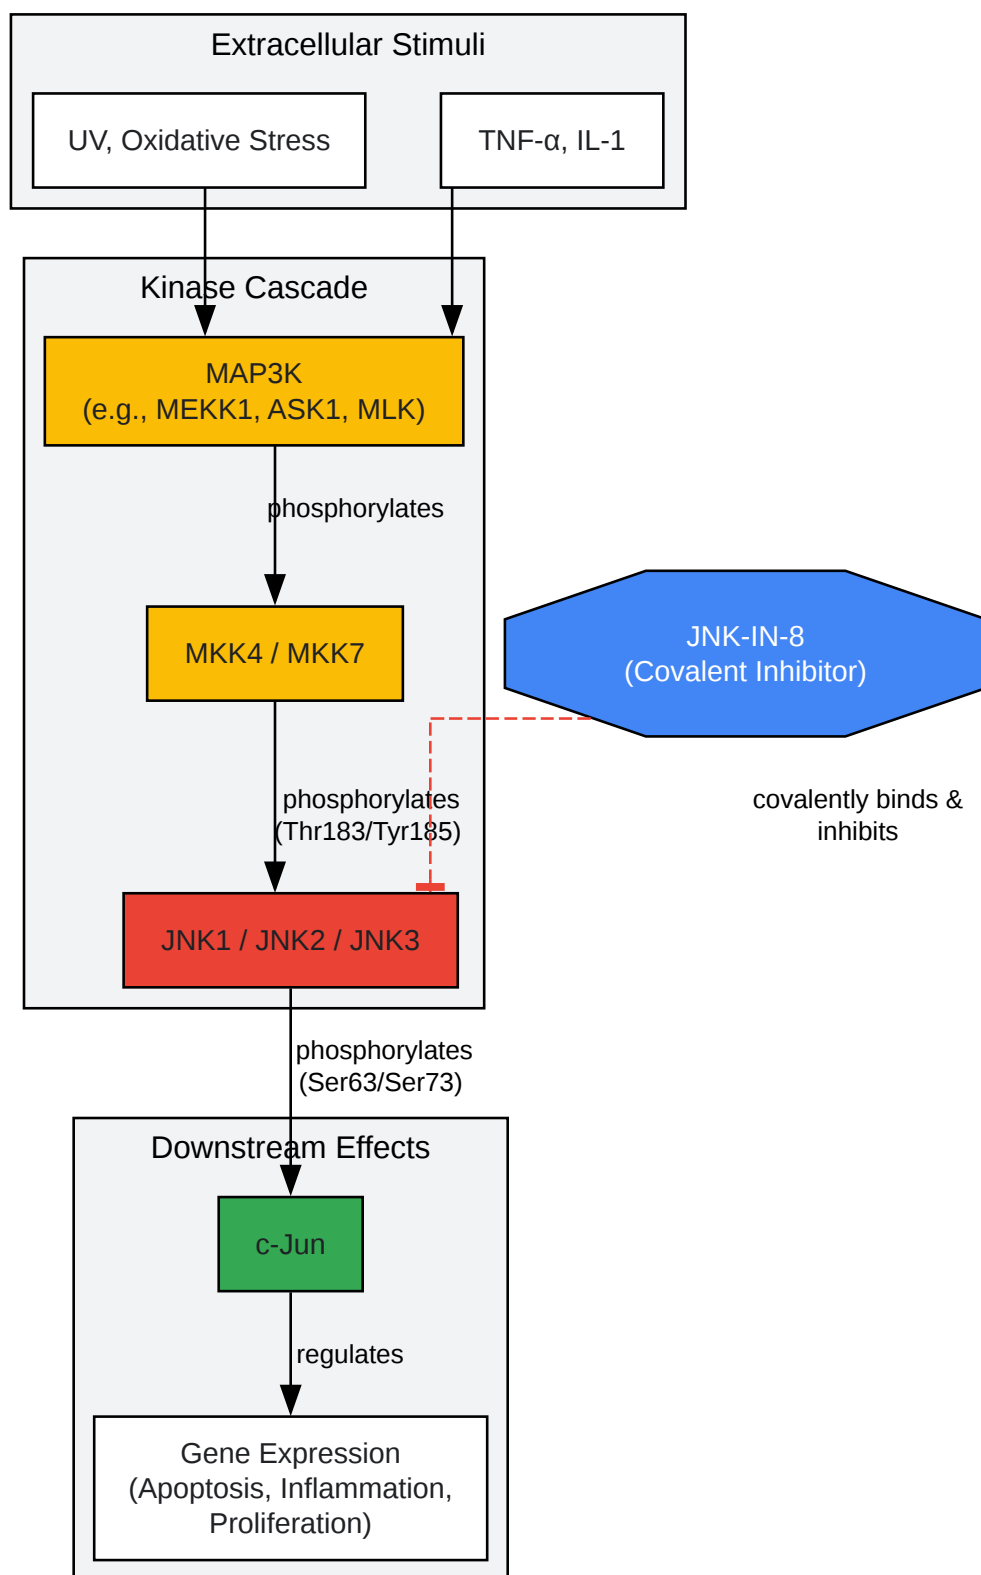 Extracellular Stimuli
UV, Oxidative Stress
TNF-α, IL-1
Kinase Cascade
MAP3K
(e.g., MEKK1, ASK1, MLK)
phosphorylates
MKK4 / MKK7
JNK-IN-8
(Covalent Inhibitor)
phosphorylates
(Thr183/Tyr185)
covalently binds &
inhibits
JNK1 / JNK2 / JNK3
phosphorylates
(Ser63/Ser73)
Downstream Effects
c-Jun
regulates
Gene Expression
(Apoptosis, Inflammation,
Proliferation)